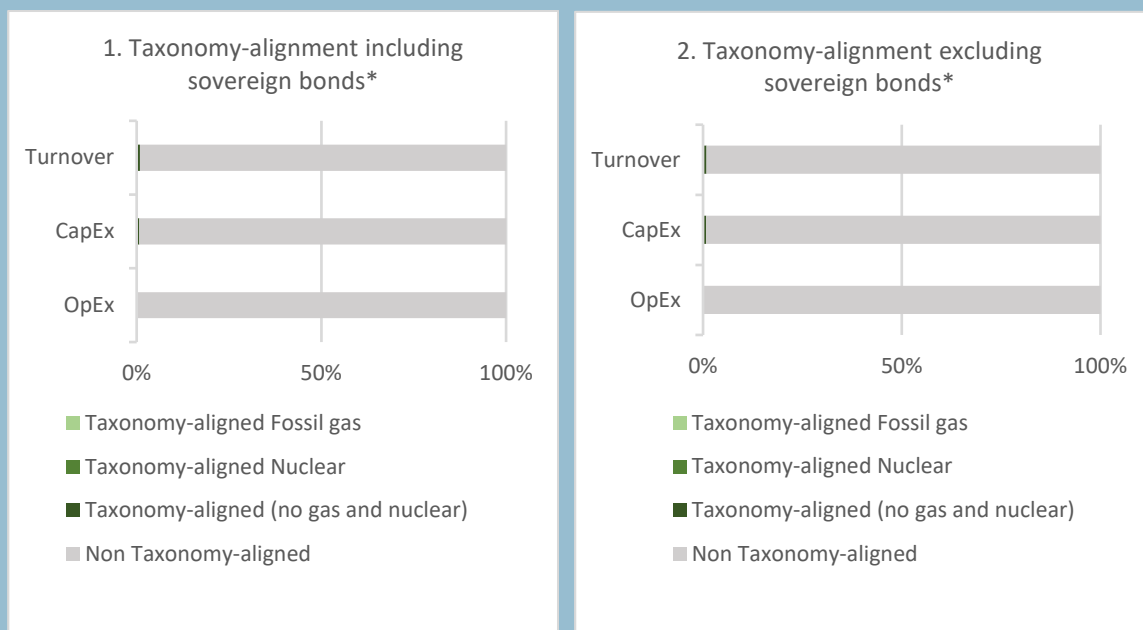 1. Taxonomy-alignment including
sovereign bonds*
Turnover
CapEx
OpEx
0%
50%
100%
Taxonomy-aligned Fossil gas
Taxonomy-aligned Nuclear
Taxonomy-aligned (no gas and nuclear)
Non Taxonomy-aligned
2. Taxonomy-alignment excluding
sovereign bonds*
Turnover
CapEx
OpEx
0%
50%
100%
Taxonomy-aligned Fossil gas
Taxonomy-aligned Nuclear
Taxonomy-aligned (no gas and nuclear)
Non Taxonomy-aligned